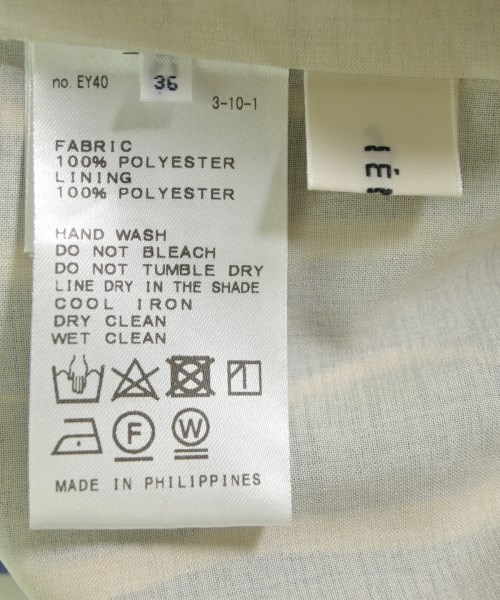 no. EY40
36
3-10-1
FABRIC
100% POLYESTER
LINING
100% POLYESTER
HAND WASH
DO NOT BLEACH
DO NOT TUMBLE DRY
LINE DRY IN THE SHADE
COOL IRON
DRY CLEAN
WET CLEAN
F
W
MADE IN PHILIPPINES